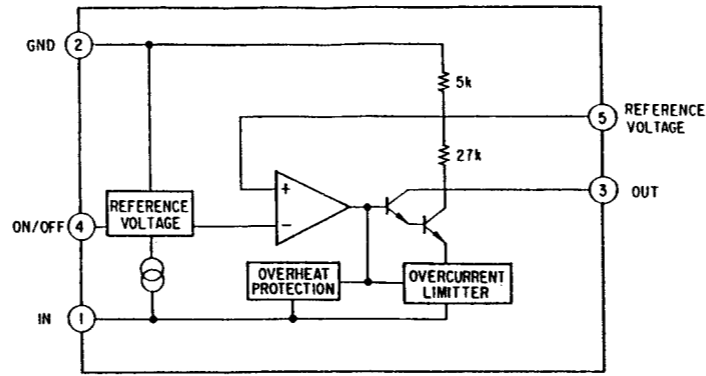 GND 2
5k
5 REFERENCE
VOLTAGE
27k
+
3 OUT
REFERENCE
VOLTAGE
ON/OFF 4
-
OVERHEAT
PROTECTION
OVERCURRENT
LIMITTER
IN 1